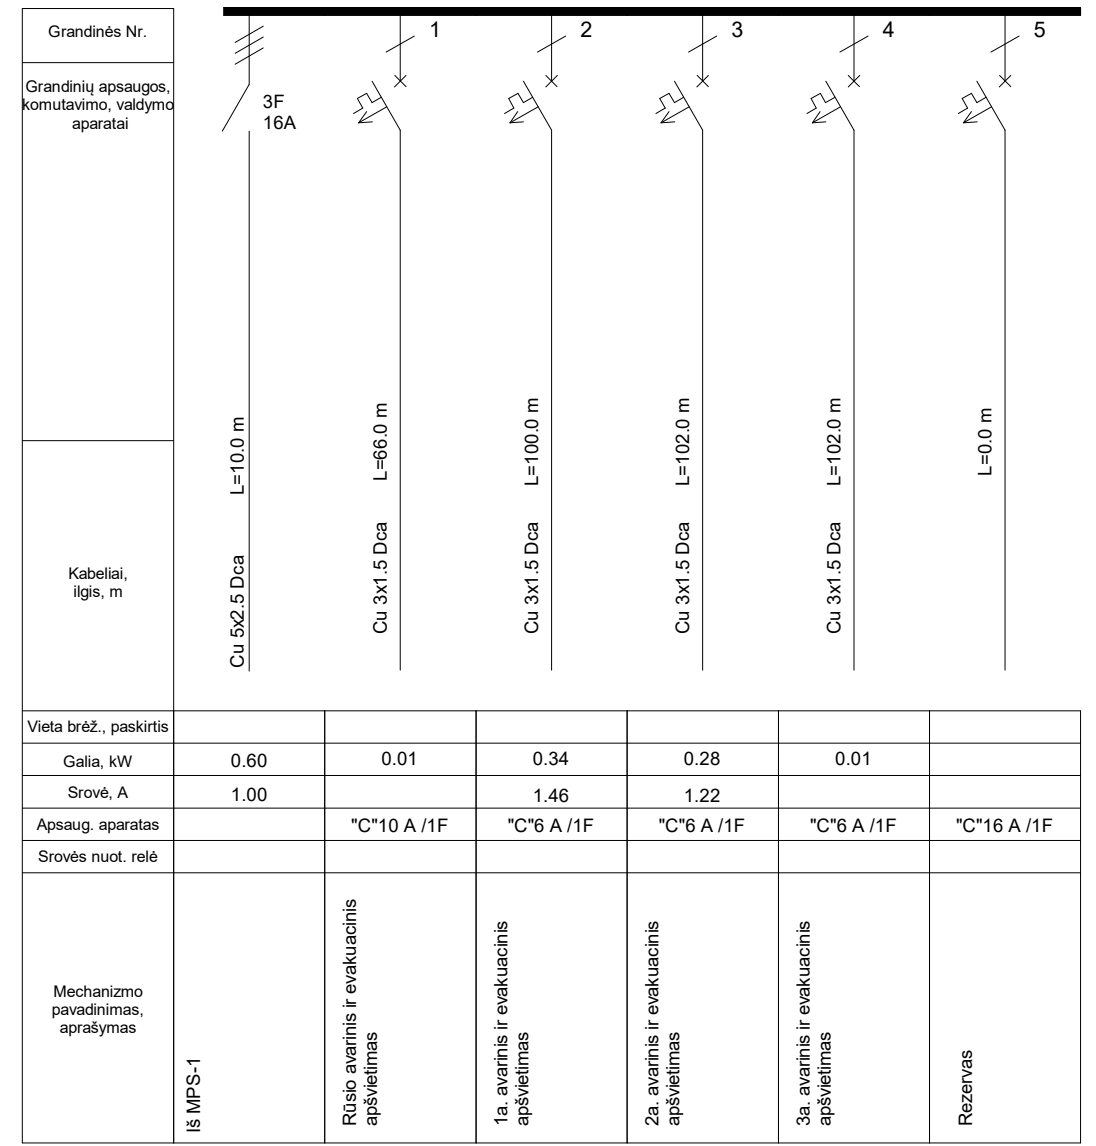 Grandinės Nr.
1
2
3
4
5
Grandinių apsaugos,
komutavimo, valdymo
aparatai
3F
16A
Kabeliai,
ilgis, m
L=10.0 m
Cu 5x2.5 Dca
L=66.0 m
Cu 3x1.5 Dca
L=100.0 m
Cu 3x1.5 Dca
L=102.0 m
Cu 3x1.5 Dca
L=102.0 m
Cu 3x1.5 Dca
L=0.0 m
Vieta brėž., paskirtis
Galia, kW 0.60 0.01 0.34 0.28 0.01
Srovė, A 1.00 1.46 1.22
Apsaug. aparatas "C"10 A /1F "C"6 A /1F "C"6 A /1F "C"6 A /1F "C"16 A /1F
Srovės nuot. relė
Mechanizmo
pavadinimas,
aprašymas
Iš MPS-1
Rūsio avarinis ir evakuacinis
apšvietimas
1a. avarinis ir evakuacinis
apšvietimas
2a. avarinis ir evakuacinis
apšvietimas
3a. avarinis ir evakuacinis
apšvietimas
Rezervas